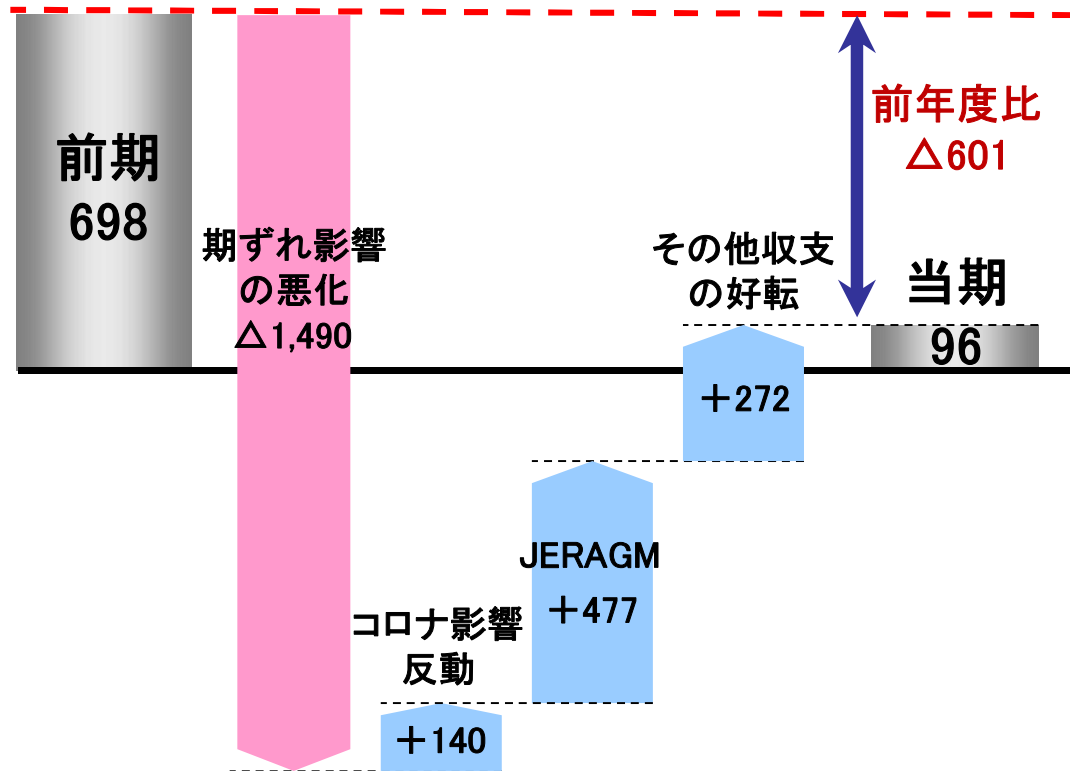 前期
698
期ずれ影響
の悪化
△1,490
コロナ影響
反動
＋140
JERAGM
＋477
その他収支
の好転
＋272
前年度比
△601
当期
96